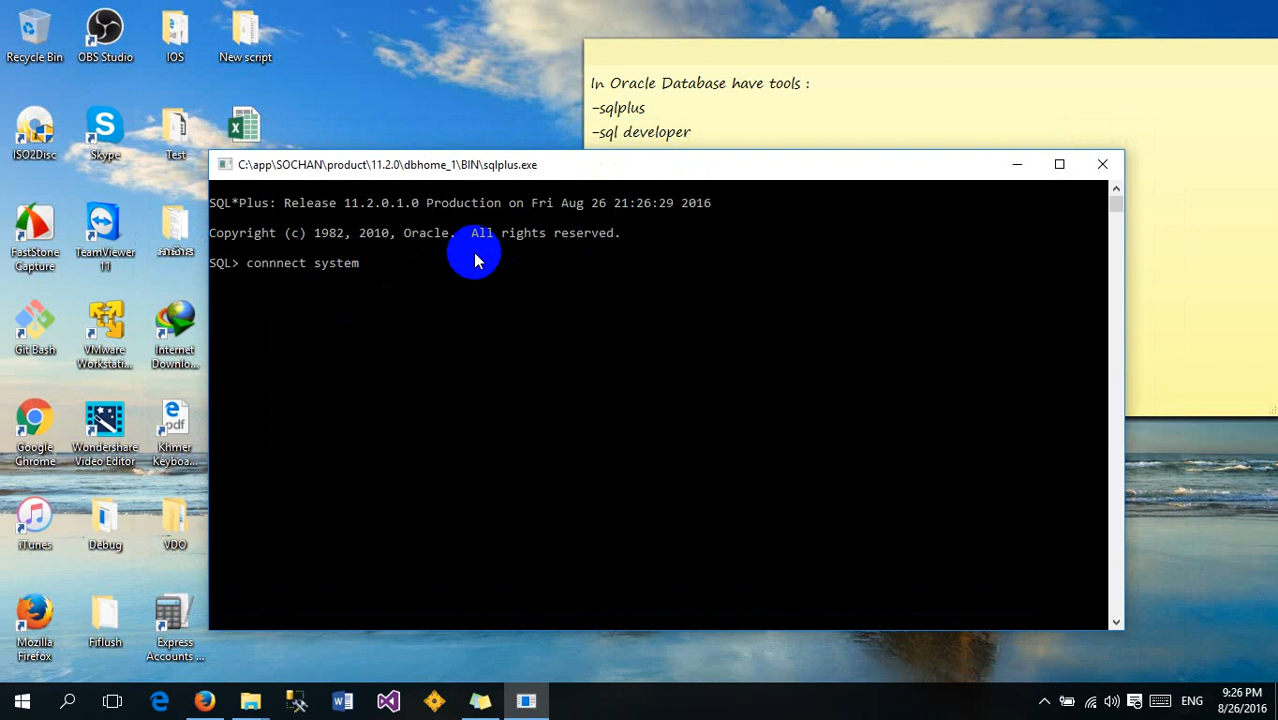 Recycle Bin
OBS Studio
IOS
New script
In Oracle Database have tools :
-sqlplus
-sql developer
ISO2Disc
Skype
Test
C:\app\SOCHAN\product\11.2.0\dbhome_1\BIN\sqlplus.exe
SQL*Plus: Release 11.2.0.1.0 Production on Fri Aug 26 21:26:29 2016
Copyright (c) 1982, 2010, Oracle.  All rights reserved.
SQL> connnect system
FastStone
Capture
TeamViewer
11
Git Bash
VMware
Workstati...
Internet
Downlo...
Google
Chrome
Wondershare
Video Editor
pdf
Khmer
Keyboa...
iTunes
Debug
VDO
Mozilla
Firefox
Fiflush
Express
Accounts ...
ENG
9:26 PM
8/26/2016